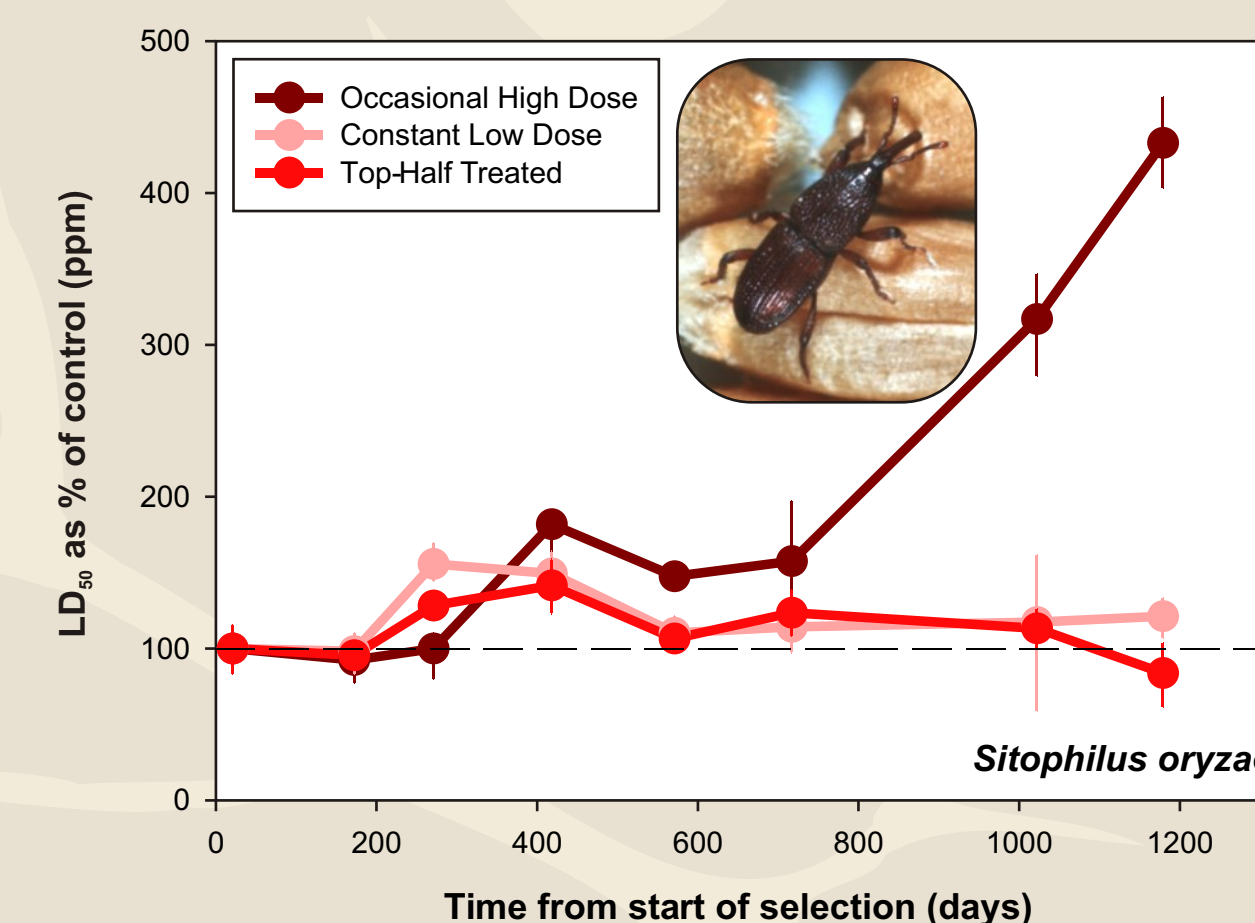 500
400
300
200
100
0
LD50 as % of control (ppm)
Occasional High Dose
Constant Low Dose
Top-Half Treated
Sitophilus
0 200 400 600 800 1000 1200
Time from start of selection (days)